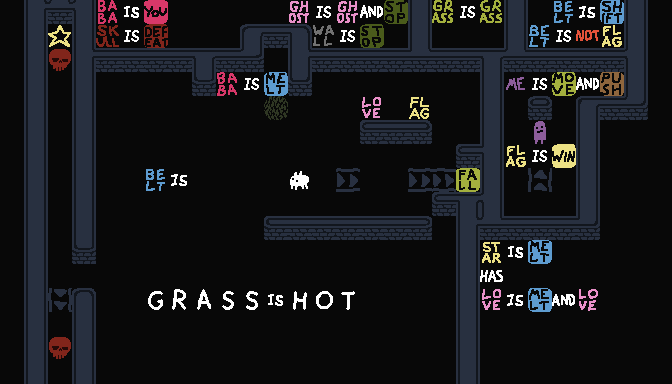 BABA IS YOU GHOST IS GHOST AND STOP GRASS IS GRASS BELT IS SHIFT
SKULL IS DEFEAT WALL IS STOP BELT IS NOT FLAG
BABA IS MELT ME IS MOVE AND PUSH
LOVE FLAG
FLAG IS WIN
BELT IS FALL
STAR IS MELT
HAS
LOVE IS MELT AND LOVE
GRASS IS HOT